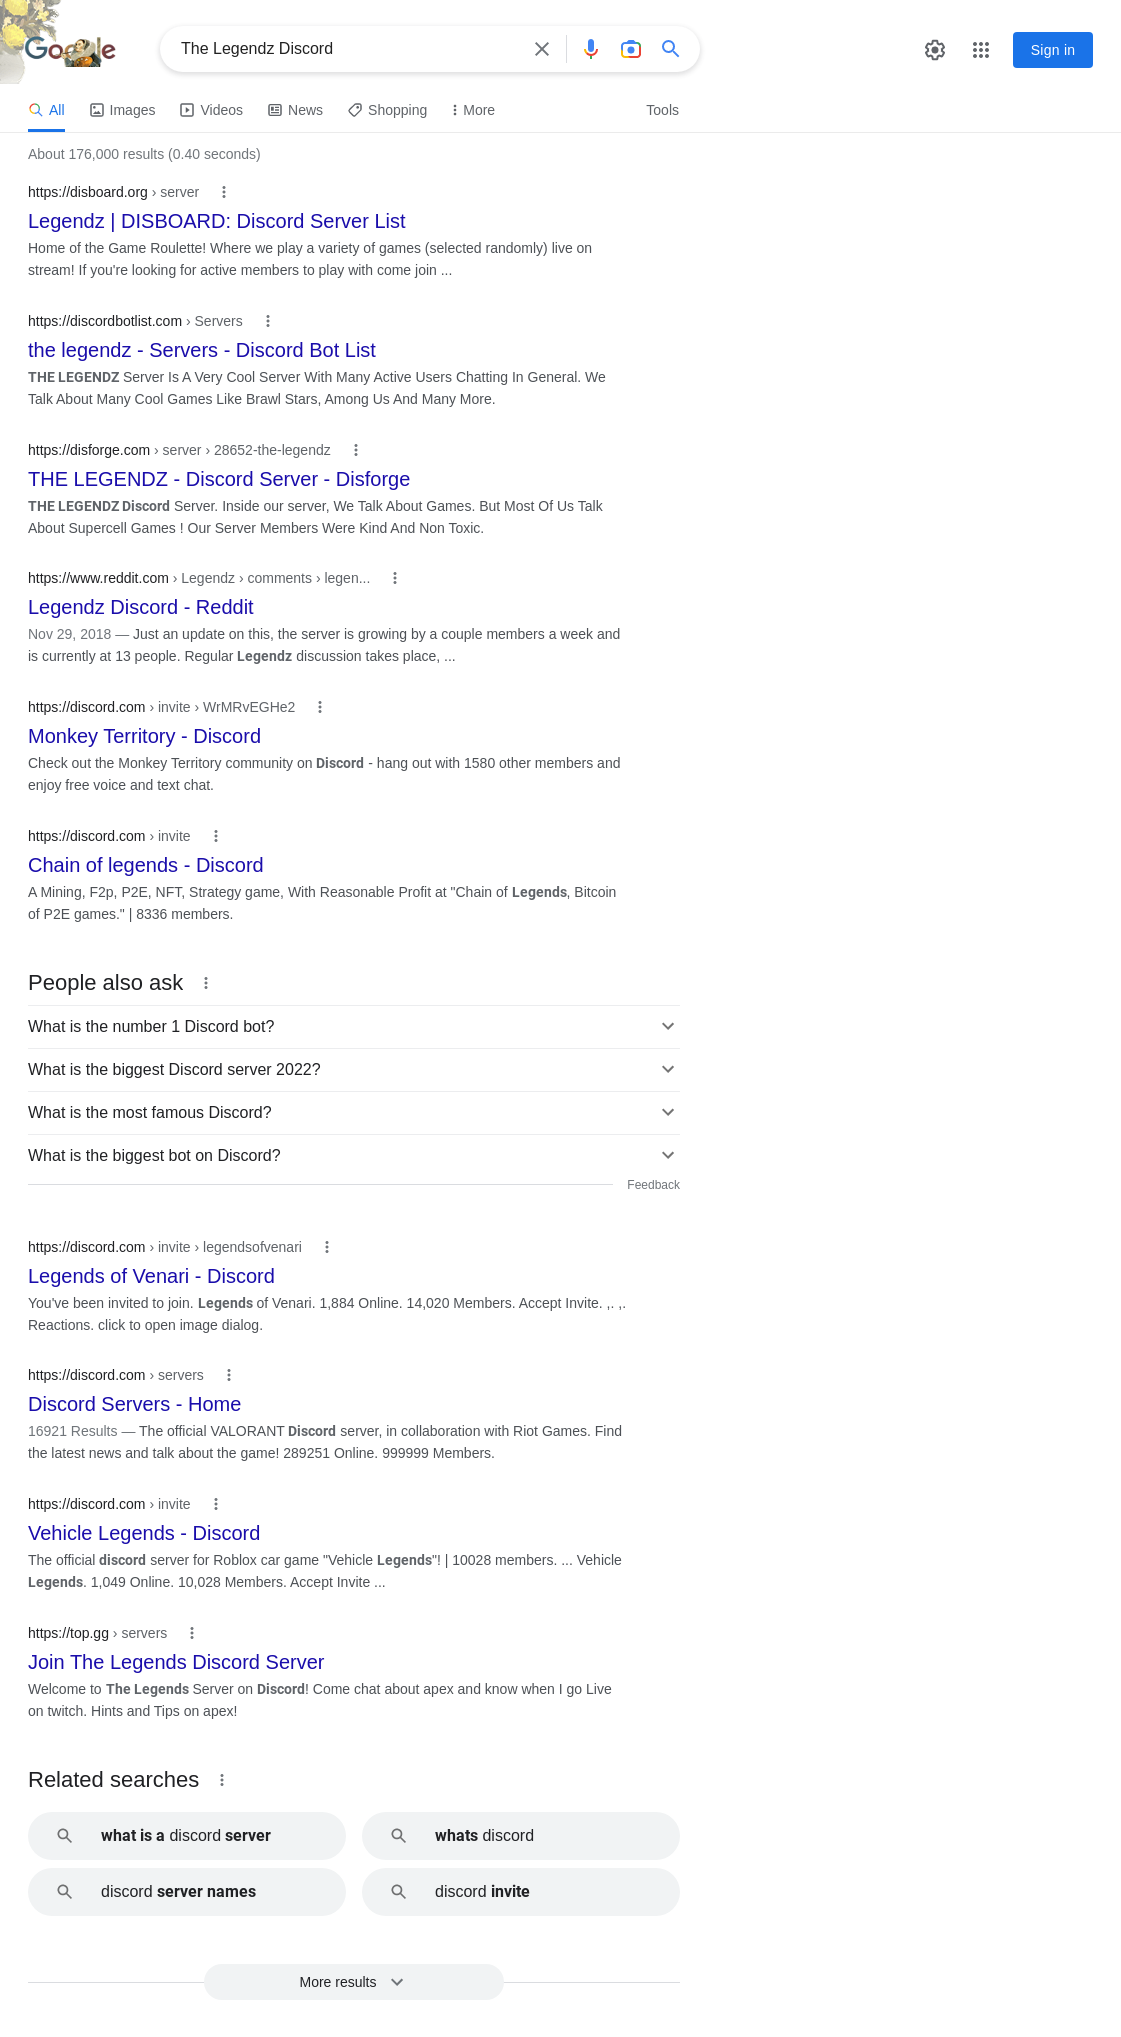 Google
The Legendz Discord
Sign in
All
Images
Videos
News
Shopping
More
Tools
About 176,000 results (0.40 seconds)
https://disboard.org › server
Legendz | DISBOARD: Discord Server List
Home of the Game Roulette! Where we play a variety of games (selected randomly) live on
stream! If you're looking for active members to play with come join ...
https://discordbotlist.com › Servers
the legendz - Servers - Discord Bot List
THE LEGENDZ Server Is A Very Cool Server With Many Active Users Chatting In General. We
Talk About Many Cool Games Like Brawl Stars, Among Us And Many More.
https://disforge.com › server › 28652-the-legendz
THE LEGENDZ - Discord Server - Disforge
THE LEGENDZ Discord Server. Inside our server, We Talk About Games. But Most Of Us Talk
About Supercell Games ! Our Server Members Were Kind And Non Toxic.
https://www.reddit.com › Legendz › comments › legen...
Legendz Discord - Reddit
Nov 29, 2018 — Just an update on this, the server is growing by a couple members a week and
is currently at 13 people. Regular Legendz discussion takes place, ...
https://discord.com › invite › WrMRvEGHe2
Monkey Territory - Discord
Check out the Monkey Territory community on Discord - hang out with 1580 other members and
enjoy free voice and text chat.
https://discord.com › invite
Chain of legends - Discord
A Mining, F2p, P2E, NFT, Strategy game, With Reasonable Profit at "Chain of Legends, Bitcoin
of P2E games." | 8336 members.
People also ask
What is the number 1 Discord bot?
What is the biggest Discord server 2022?
What is the most famous Discord?
What is the biggest bot on Discord?
Feedback
https://discord.com › invite › legendsofvenari
Legends of Venari - Discord
You've been invited to join. Legends of Venari. 1,884 Online. 14,020 Members. Accept Invite. ,. ,.
Reactions. click to open image dialog.
https://discord.com › servers
Discord Servers - Home
16921 Results — The official VALORANT Discord server, in collaboration with Riot Games. Find
the latest news and talk about the game! 289251 Online. 999999 Members.
https://discord.com › invite
Vehicle Legends - Discord
The official discord server for Roblox car game "Vehicle Legends"! | 10028 members. ... Vehicle
Legends. 1,049 Online. 10,028 Members. Accept Invite ...
https://top.gg › servers
Join The Legends Discord Server
Welcome to The Legends Server on Discord! Come chat about apex and know when I go Live
on twitch. Hints and Tips on apex!
Related searches
what is a discord server
whats discord
discord server names
discord invite
More results